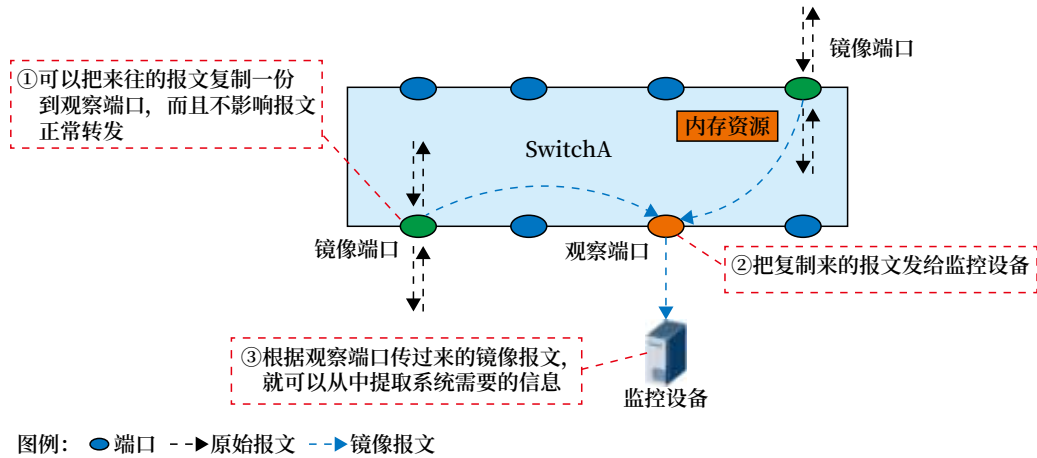 镜像端口
①可以把来往的报文复制一份
到观察端口，而且不影响报文
正常转发
内存资源
SwitchA
镜像端口
观察端口
②把复制来的报文发给监控设备
③根据观察端口传过来的镜像报文，
就可以从中提取系统需要的信息
监控设备
图例： 端口 原始报文 镜像报文